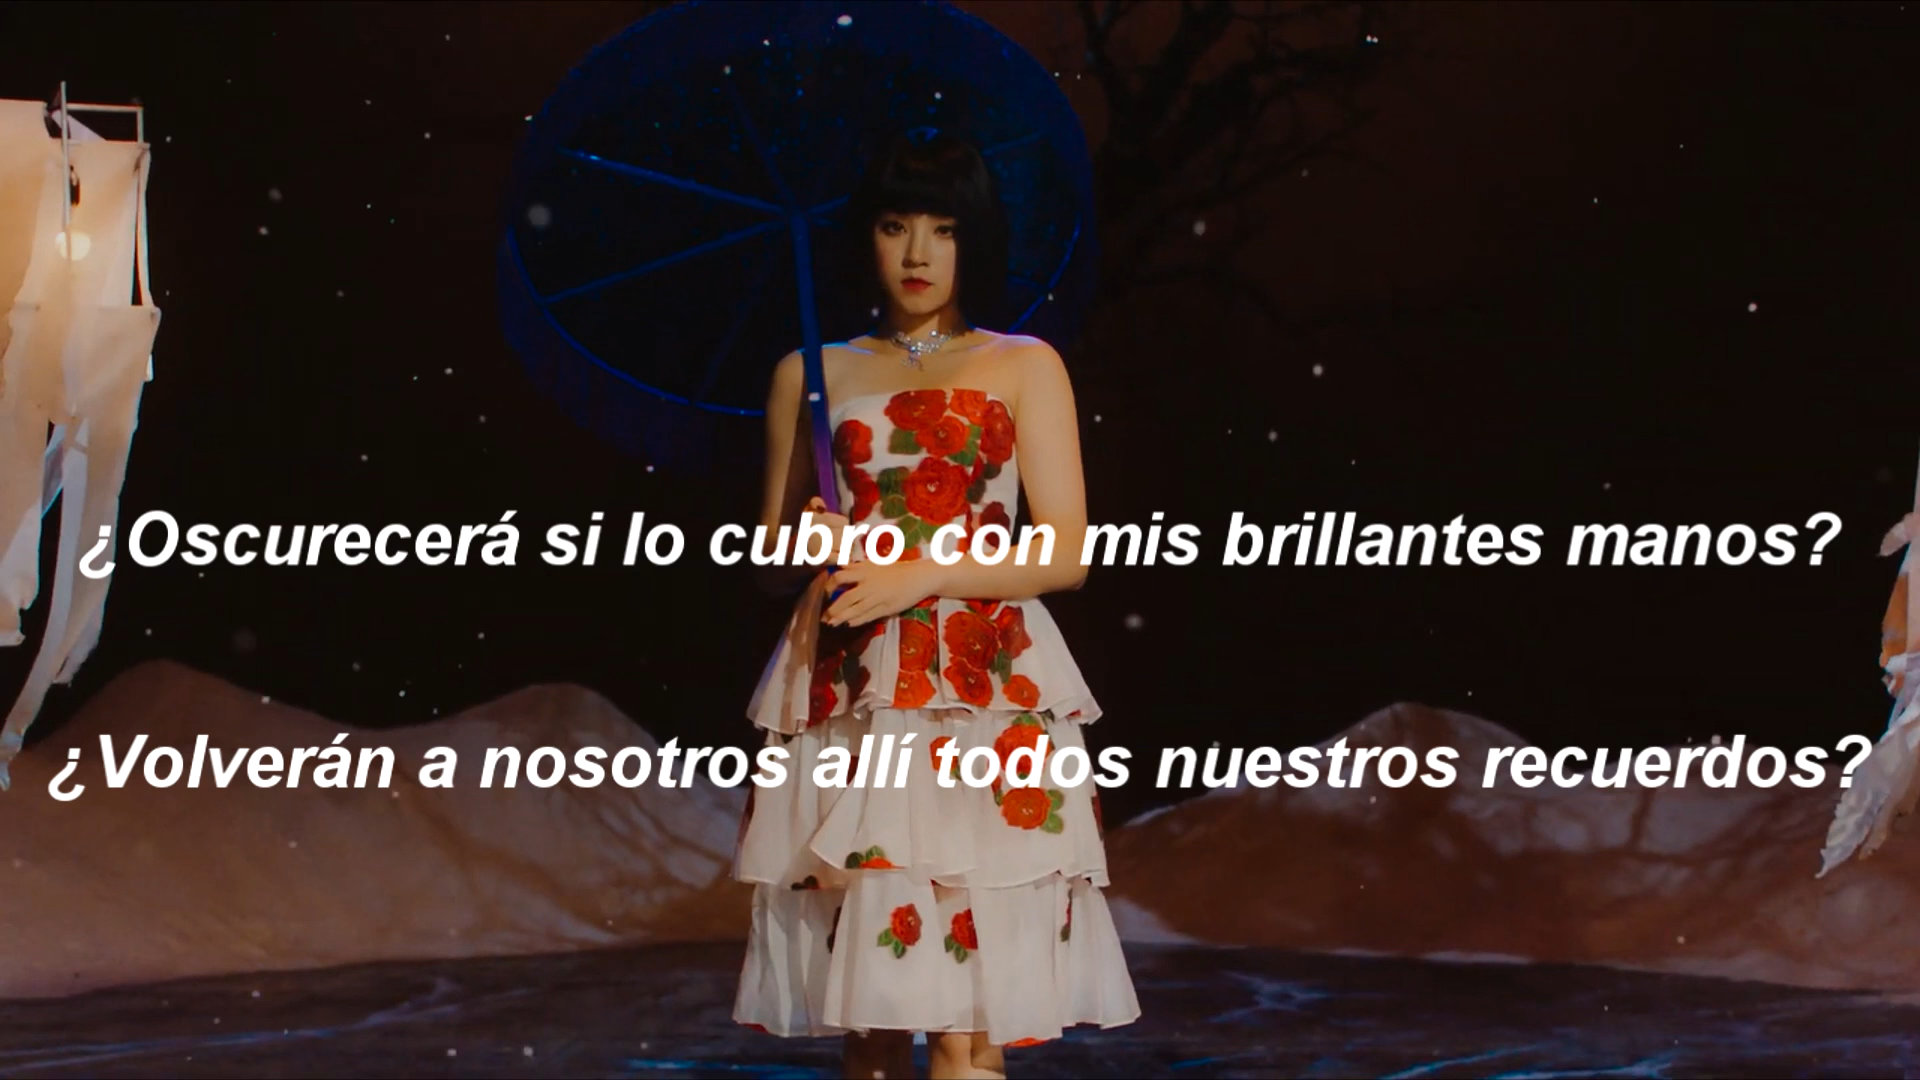 ¿Oscurecerá si lo cubro con mis brillantes manos?
¿Volverán a nosotros allí todos nuestros recuerdos?